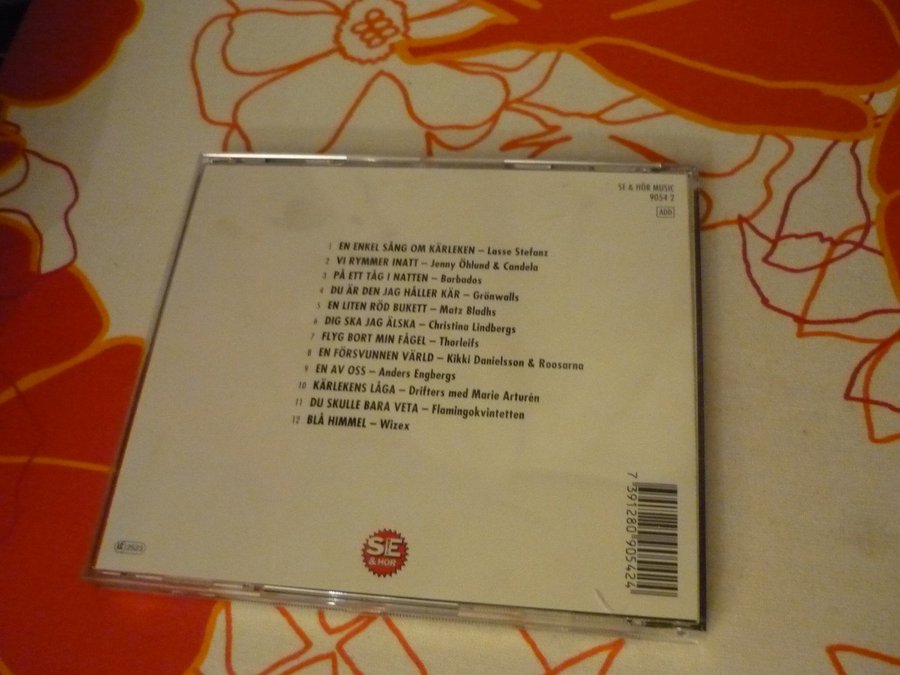 SE & HÖR MUSIC
9054 2
ADD
1 EN ENKEL SÅNG OM KÄRLEKEN – Lasse Stefanz
2 VI RYMMER INATT – Jenny Öhlund & Candela
3 PÅ ETT TÅG I NATTEN – Barbados
4 DU ÄR DEN JAG HÅLLER KÄR – Grönwalls
5 EN LITEN RÖD BUKETT – Matz Bladhs
6 DIG SKA JAG ÄLSKA – Christina Lindbergs
7 FLYG BORT MIN FÅGEL – Thorleifs
8 EN FÖRSVUNNEN VÄRLD – Kikki Danielsson & Roosarna
9 EN AV OSS – Anders Engbergs
10 KÄRLEKENS LÅGA – Drifters med Marie Arturén
11 DU SKULLE BARA VETA – Flamingokvintetten
12 BLÅ HIMMEL – Wizex
7 391280 905424
SE
& HÖR